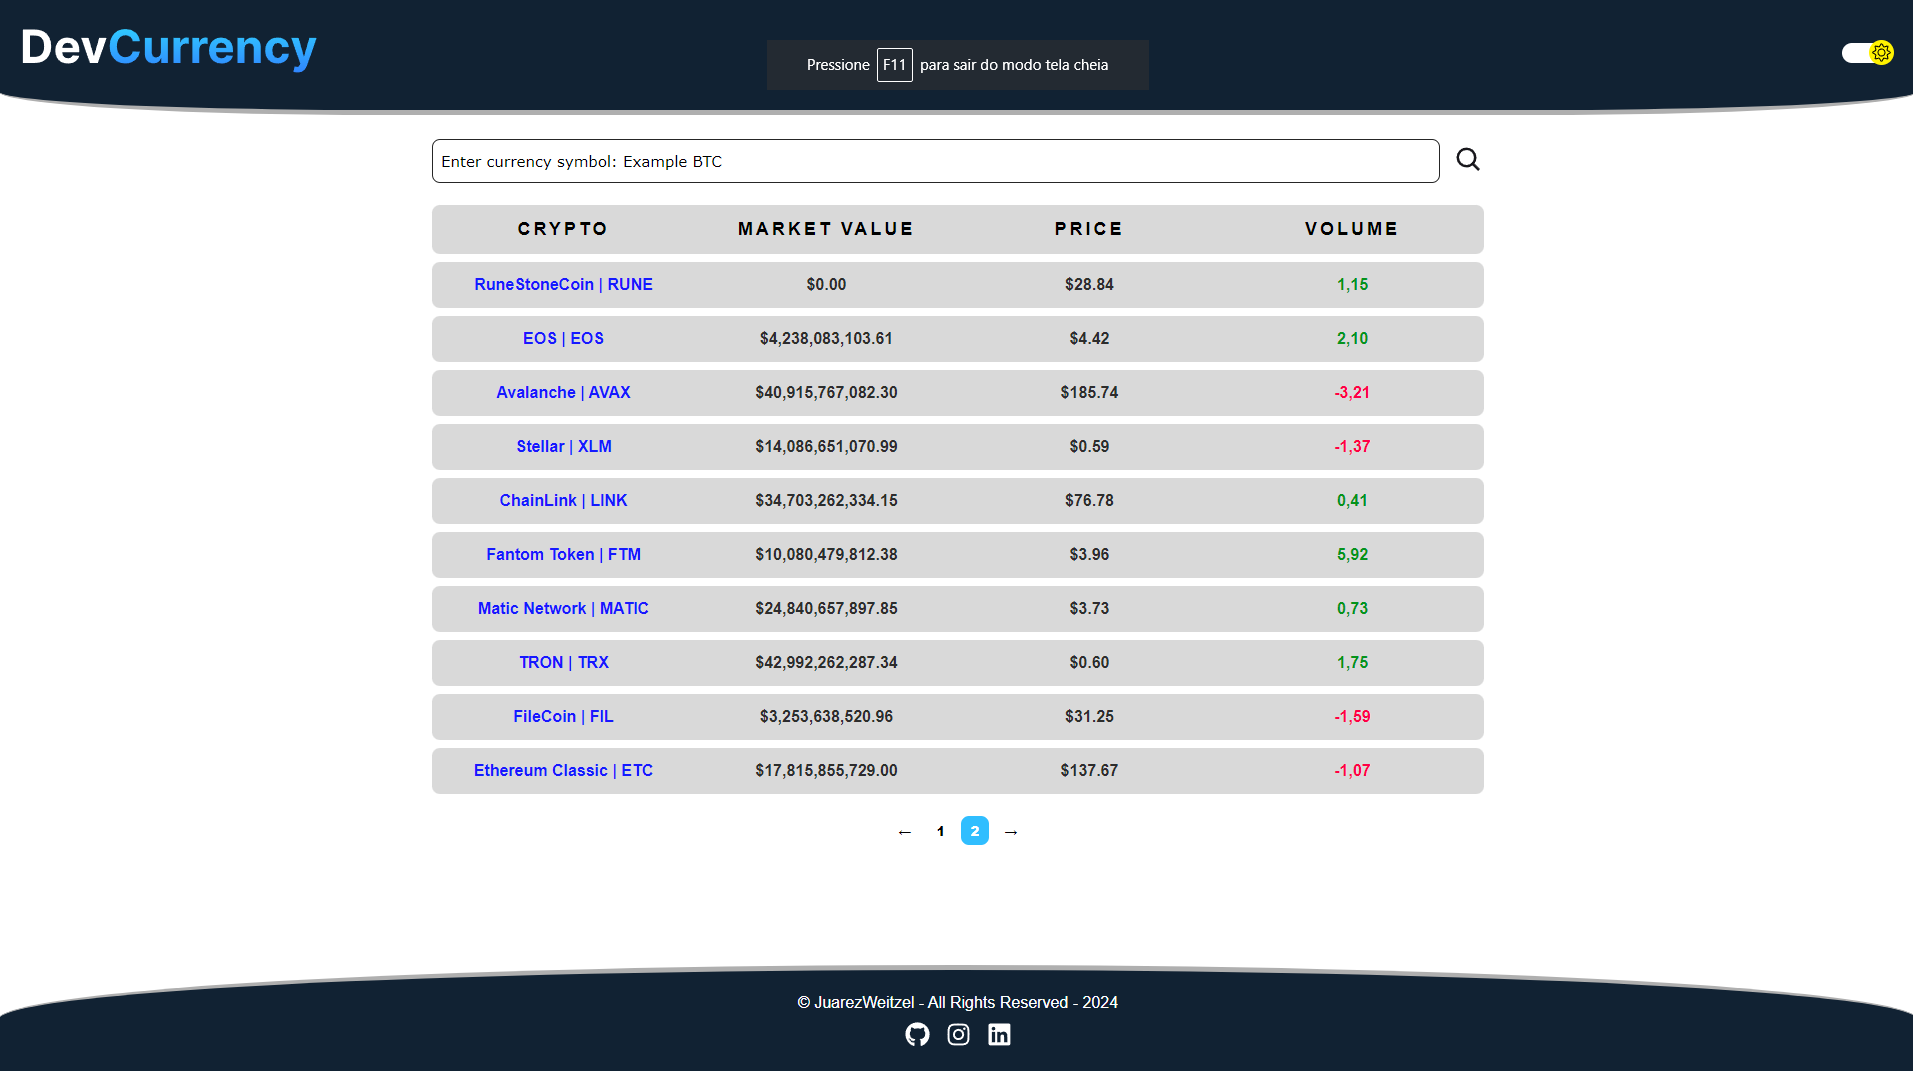 DevCurrency
Pressione F11 para sair do modo tela cheia
Enter currency symbol: Example BTC
CRYPTO MARKET VALUE PRICE VOLUME
RuneStoneCoin | RUNE $0.00 $28.84 1,15
EOS | EOS $4,238,083,103.61 $4.42 2,10
Avalanche | AVAX $40,915,767,082.30 $185.74 -3,21
Stellar | XLM $14,086,651,070.99 $0.59 -1,37
ChainLink | LINK $34,703,262,334.15 $76.78 0,41
Fantom Token | FTM $10,080,479,812.38 $3.96 5,92
Matic Network | MATIC $24,840,657,897.85 $3.73 0,73
TRON | TRX $42,992,262,287.34 $0.60 1,75
FileCoin | FIL $3,253,638,520.96 $31.25 -1,59
Ethereum Classic | ETC $17,815,855,729.00 $137.67 -1,07
← 1 2 →
© JuarezWeitzel - All Rights Reserved - 2024
in